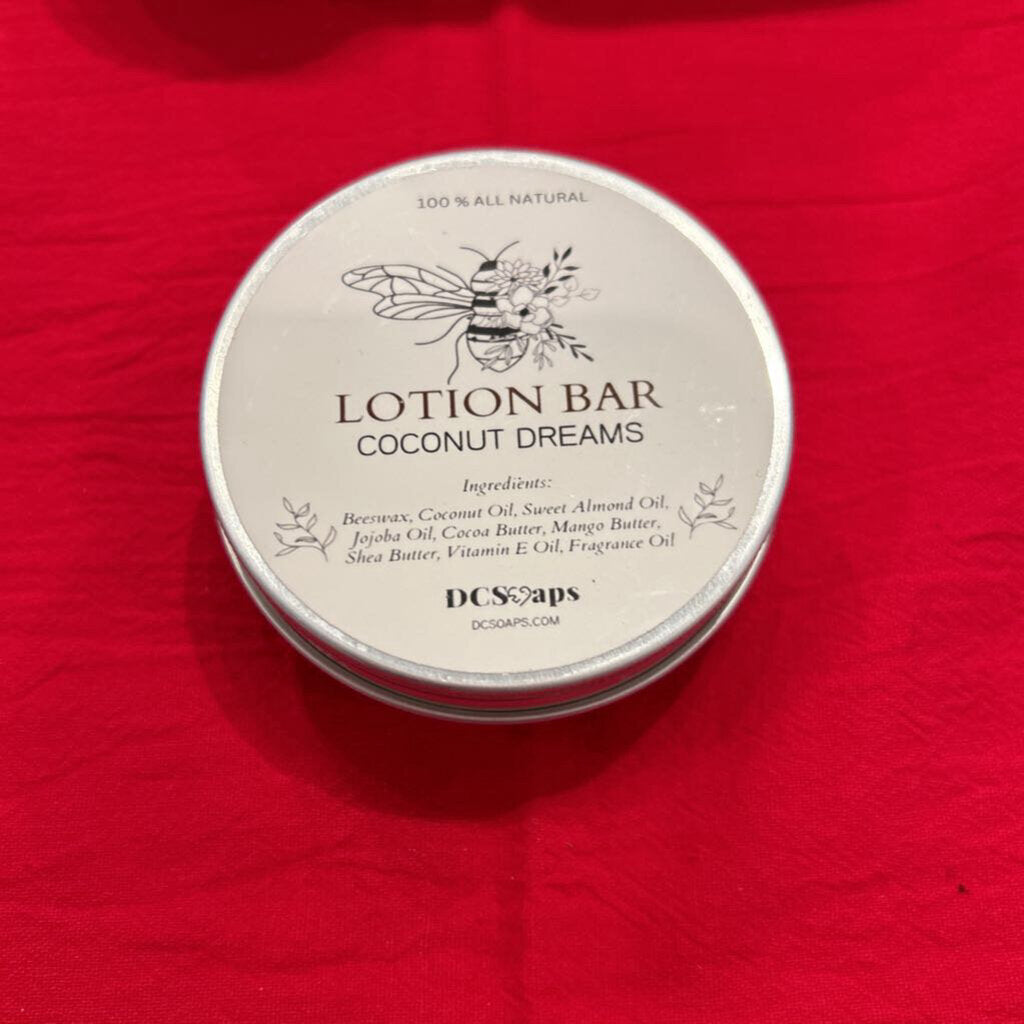 100 % ALL NATURAL
LOTION BAR
COCONUT DREAMS
Ingredients:
Beeswax, Coconut Oil, Sweet Almond Oil,
Jojoba Oil, Cocoa Butter, Mango Butter,
Shea Butter, Vitamin E Oil, Fragrance Oil
DCSoaps
DCSOAPS.COM